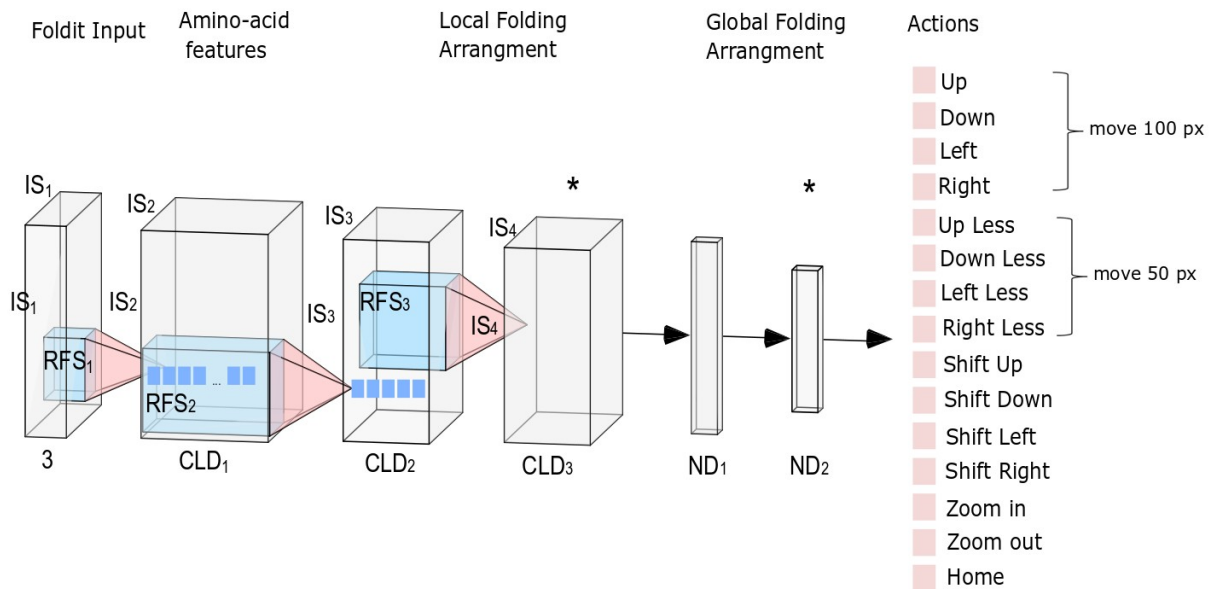 Foldit Input
Amino-acid
features
Local Folding
Arrangment
Global Folding
Arrangment
Actions
Up
Down
Left
Right
move 100 px
Up Less
Down Less
Left Less
Right Less
move 50 px
Shift Up
Shift Down
Shift Left
Shift Right
Zoom in
Zoom out
Home
IS₁
IS₁
RFS₁
3
IS₂
IS₂
RFS₂
...
CLD₁
IS₃
IS₃
RFS₃
CLD₂
*
IS₄
IS₄
CLD₃
ND₁
*
ND₂